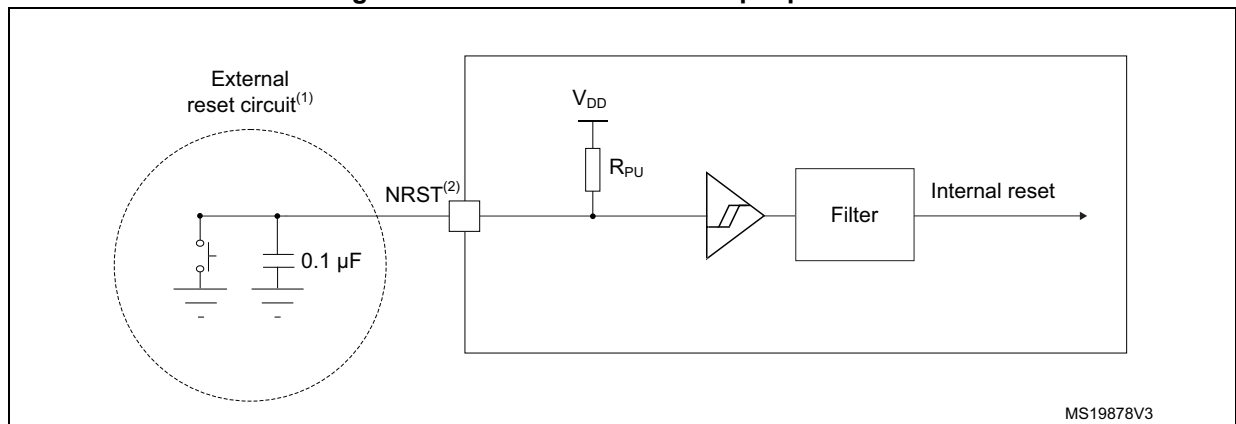 External
reset circuit(1)
VDD
RPU
NRST(2)
Filter
Internal reset
0.1 µF
MS19878V3